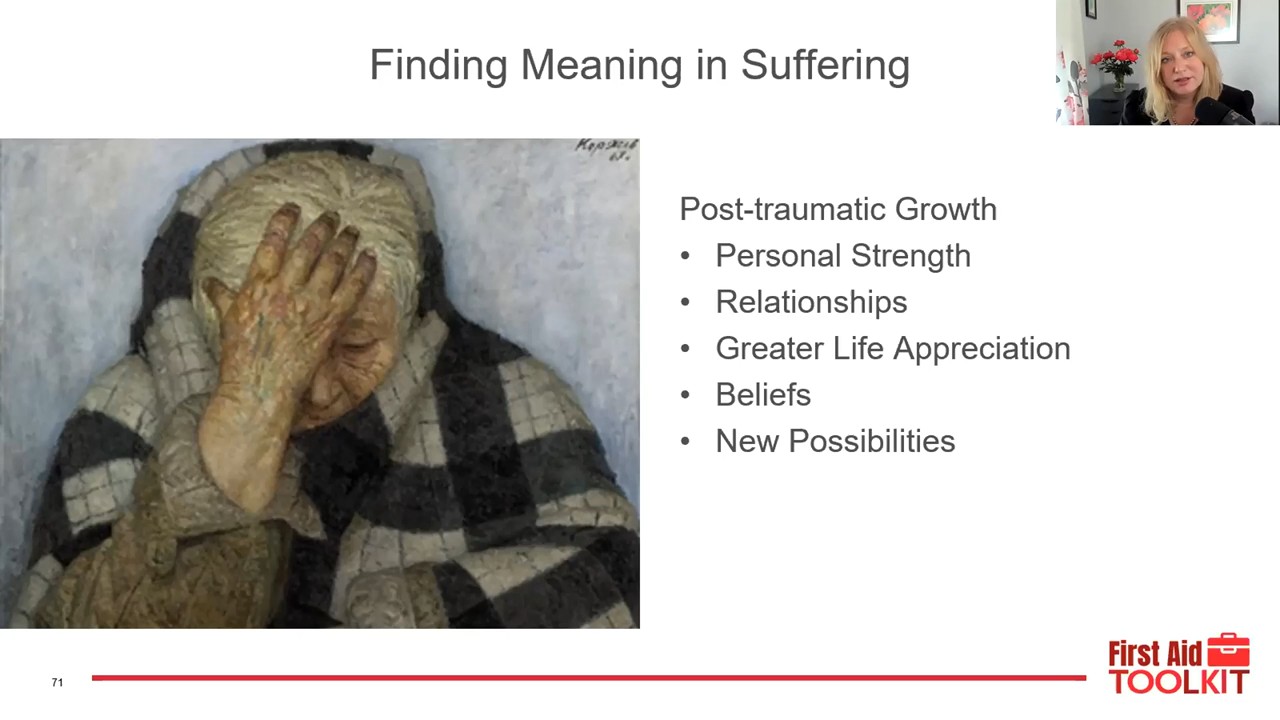 Finding Meaning in Suffering
Коржев
Post-traumatic Growth
• Personal Strength
• Relationships
• Greater Life Appreciation
• Beliefs
• New Possibilities
71
First Aid
TOOLKIT